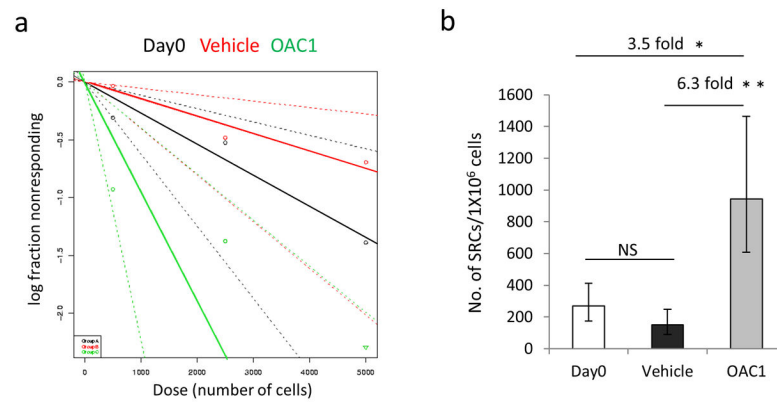 a
Day0 Vehicle OAC1
log fraction nonresponding
0.0
-0.5
-1.0
-1.5
-2.0
Group A
Group B
0
1000
2000
3000
4000
5000
Dose (number of cells)
b
3.5 fold *
6.3 fold * *
No. of SRCs/1X10⁶ cells
1600
1400
1200
1000
800
600
400
200
0
NS
Day0 Vehicle OAC1